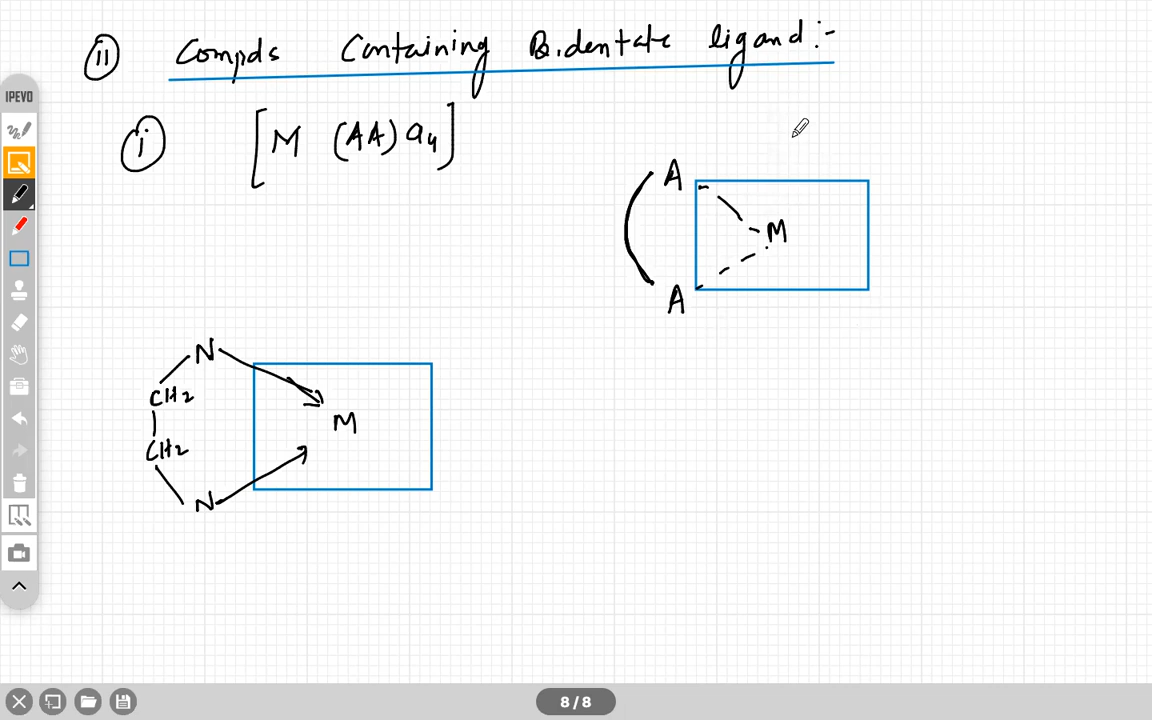 IPEVO
(ii) Compds Containing Bidentate ligand :-
(i) [M (AA) a4]
A
M
A
N
CH2
M
CH2
N
8 / 8